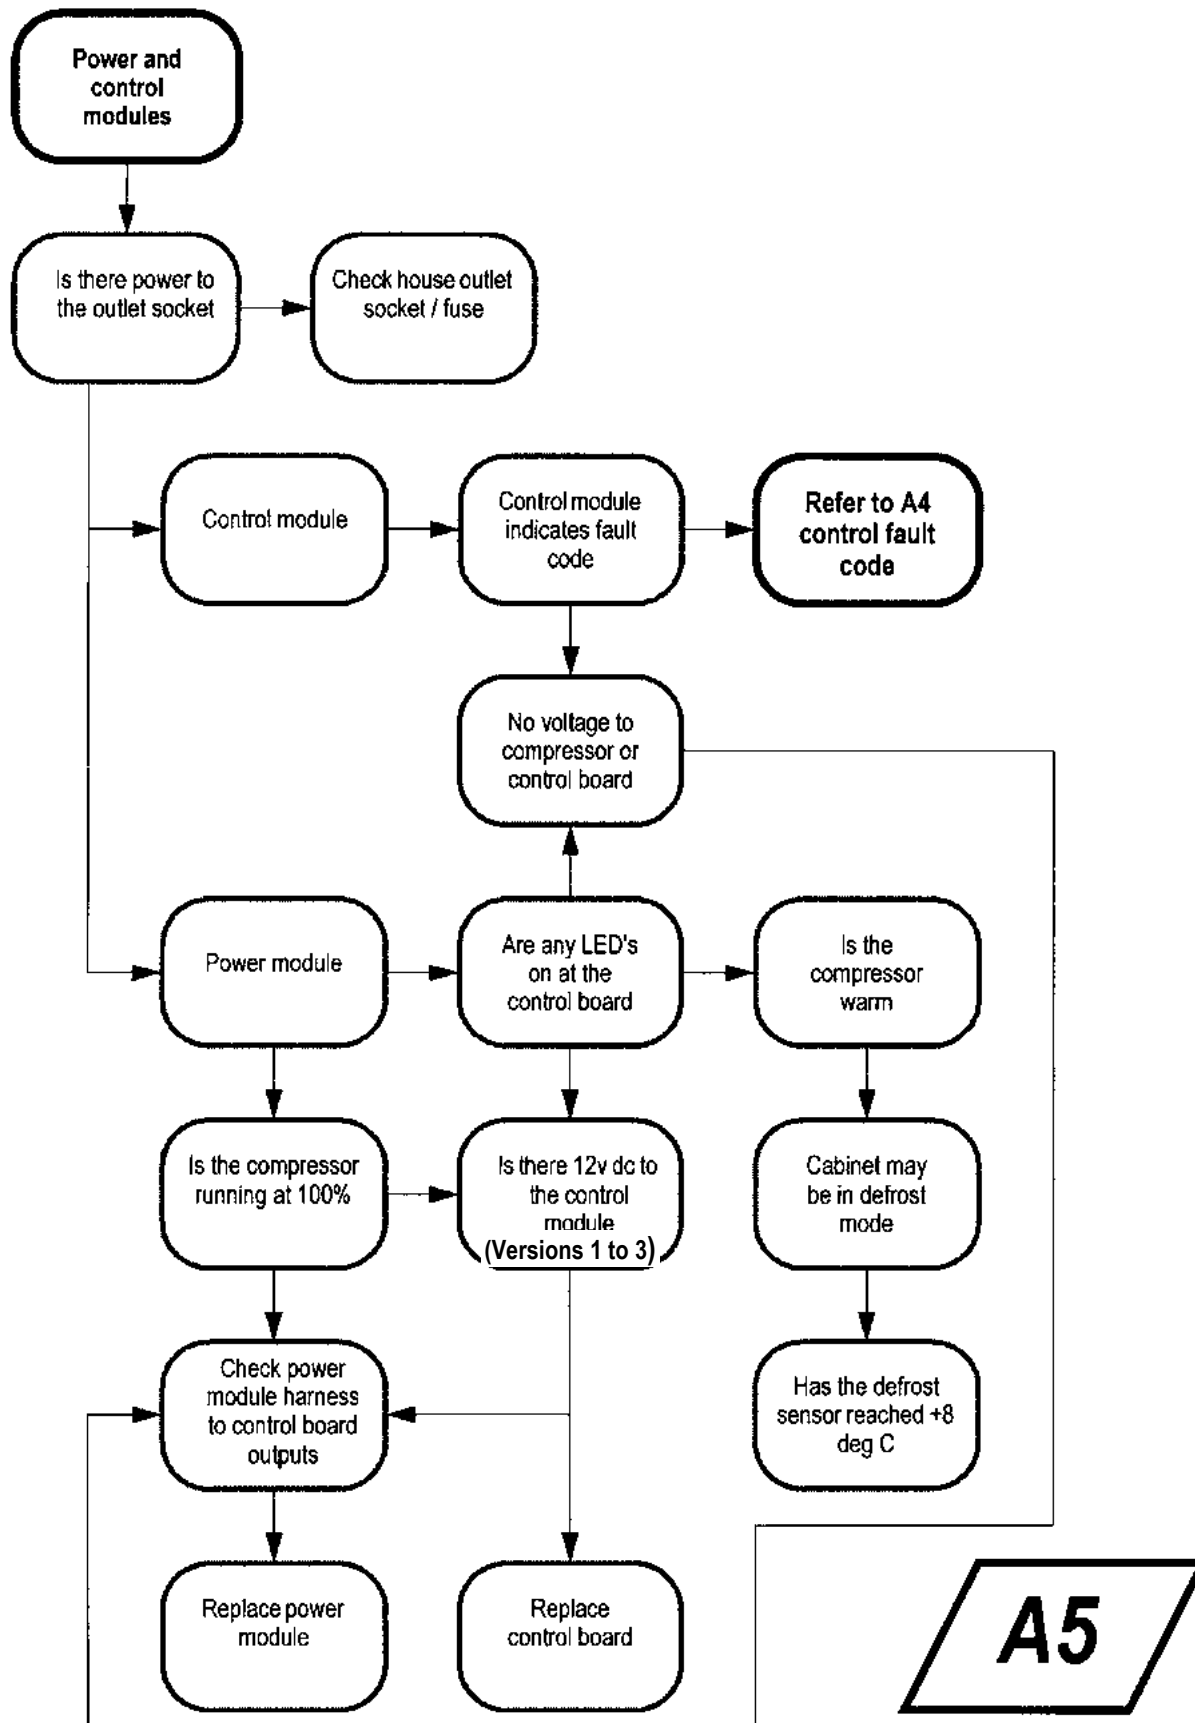 Power and
control
modules
Is there power to
the outlet socket
Check house outlet
socket / fuse
Control module
Control module
indicates fault
code
Refer to A4
control fault
code
No voltage to
compressor or
control board
Power module
Are any LED's
on at the
control board
Is the
compressor
warm
Is the compressor
running at 100%
Is there 12v dc to
the control
module
(Versions 1 to 3)
Cabinet may
be in defrost
mode
Check power
module harness
to control board
outputs
Has the defrost
sensor reached +8
deg C
Replace power
module
Replace
control board
A5